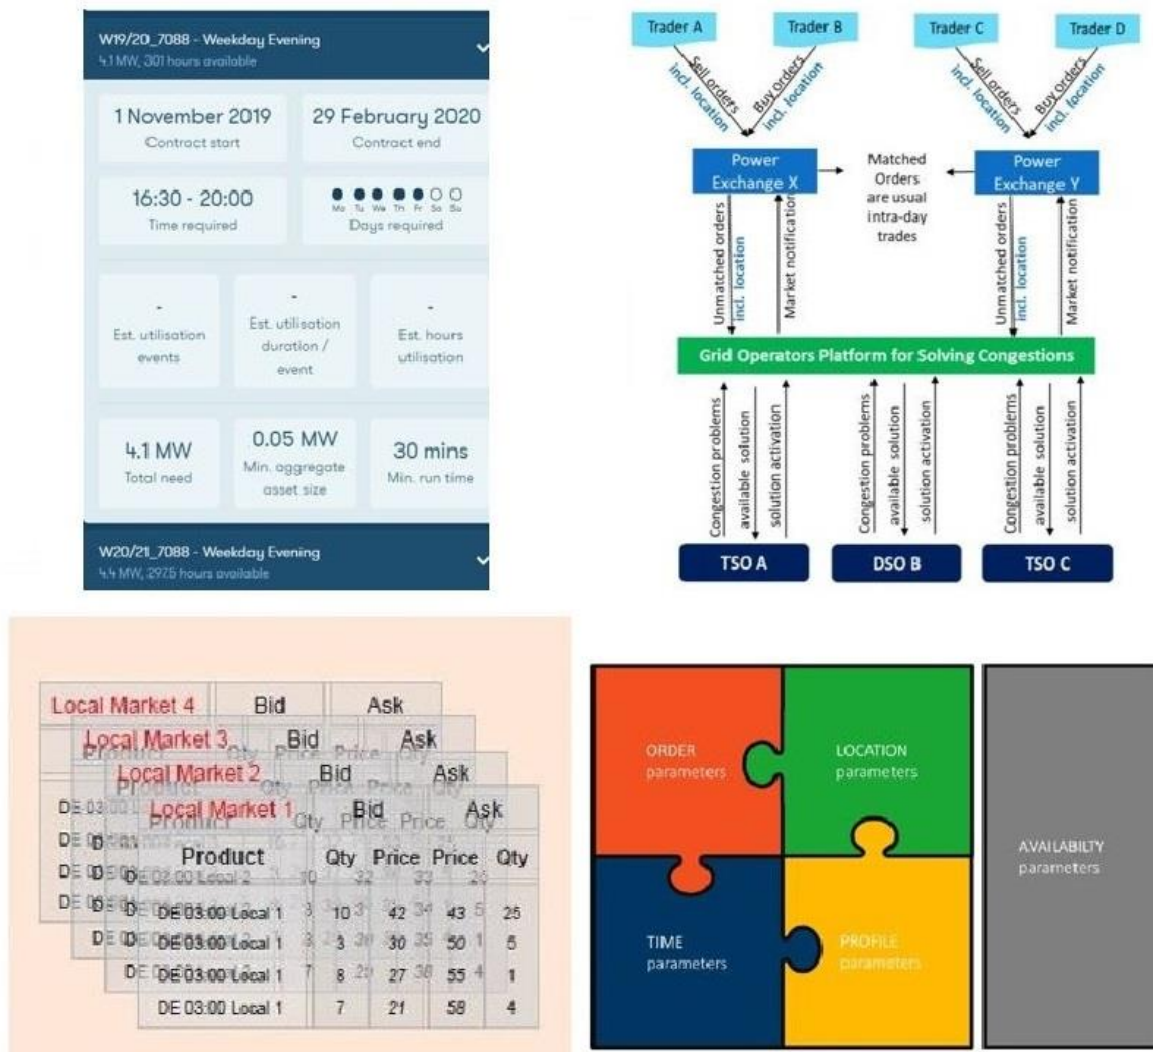 W19/20_7088 - Weekday Evening
4.1 MW, 301 hours available
1 November 2019
Contract start
29 February 2020
Contract end
16:30 - 20:00
Time required
Mo Tu We Th Fr Sa Su
Days required
-
Est. utilisation
events
-
Est. utilisation
duration /
event
-
Est. hours
utilisation
4.1 MW
Total need
0.05 MW
Min. aggregate
asset size
30 mins
Min. run time
W20/21_7088 - Weekday Evening
4.4 MW, 297.5 hours available
Trader A
Trader B
Trader C
Trader D
Sell orders
incl. location
Buy orders
incl. location
Sell orders
incl. location
Buy orders
incl. location
Power
Exchange X
Matched
Orders
are usual
intra-day
trades
Power
Exchange Y
Unmatched orders
incl. location
Market notification
Unmatched orders
incl. location
Market notification
Grid Operators Platform for Solving Congestions
Congestion problems
available solution
solution activation
Congestion problems
available solution
solution activation
Congestion problems
available solution
solution activation
TSO A
DSO B
TSO C
Local Market 4 Bid Ask
Local Market 3 Bid Ask
Local Market 2 Bid Ask
Local Market 1 Bid Ask
Product Qty Price Price Qty
DE 03:00 Local 1 10 42 43 25
DE 03:00 Local 1 3 30 50 5
DE 03:00 Local 1 8 27 55 1
DE 03:00 Local 1 7 21 58 4
ORDER
parameters
LOCATION
parameters
TIME
parameters
PROFILE
parameters
AVAILABILTY
parameters